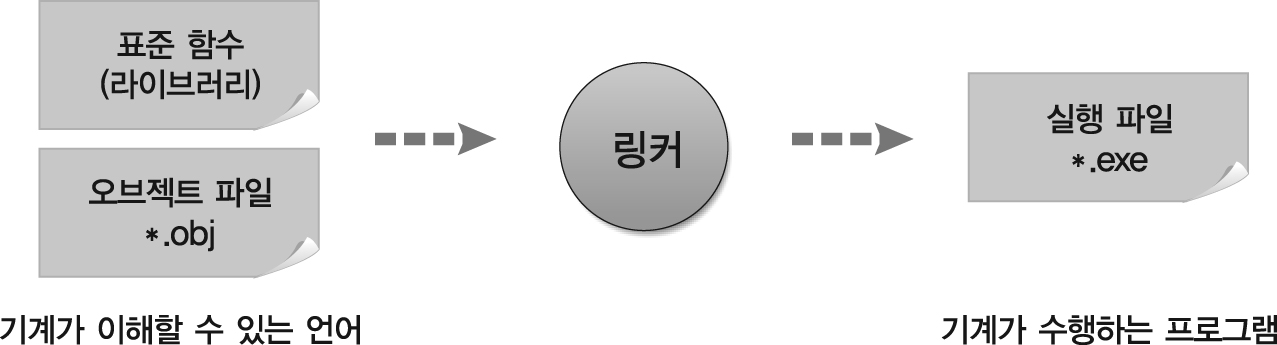 표준 함수
(라이브러리)
오브젝트 파일
*.obj
기계가 이해할 수 있는 언어
링커
실행 파일
*.exe
기계가 수행하는 프로그램